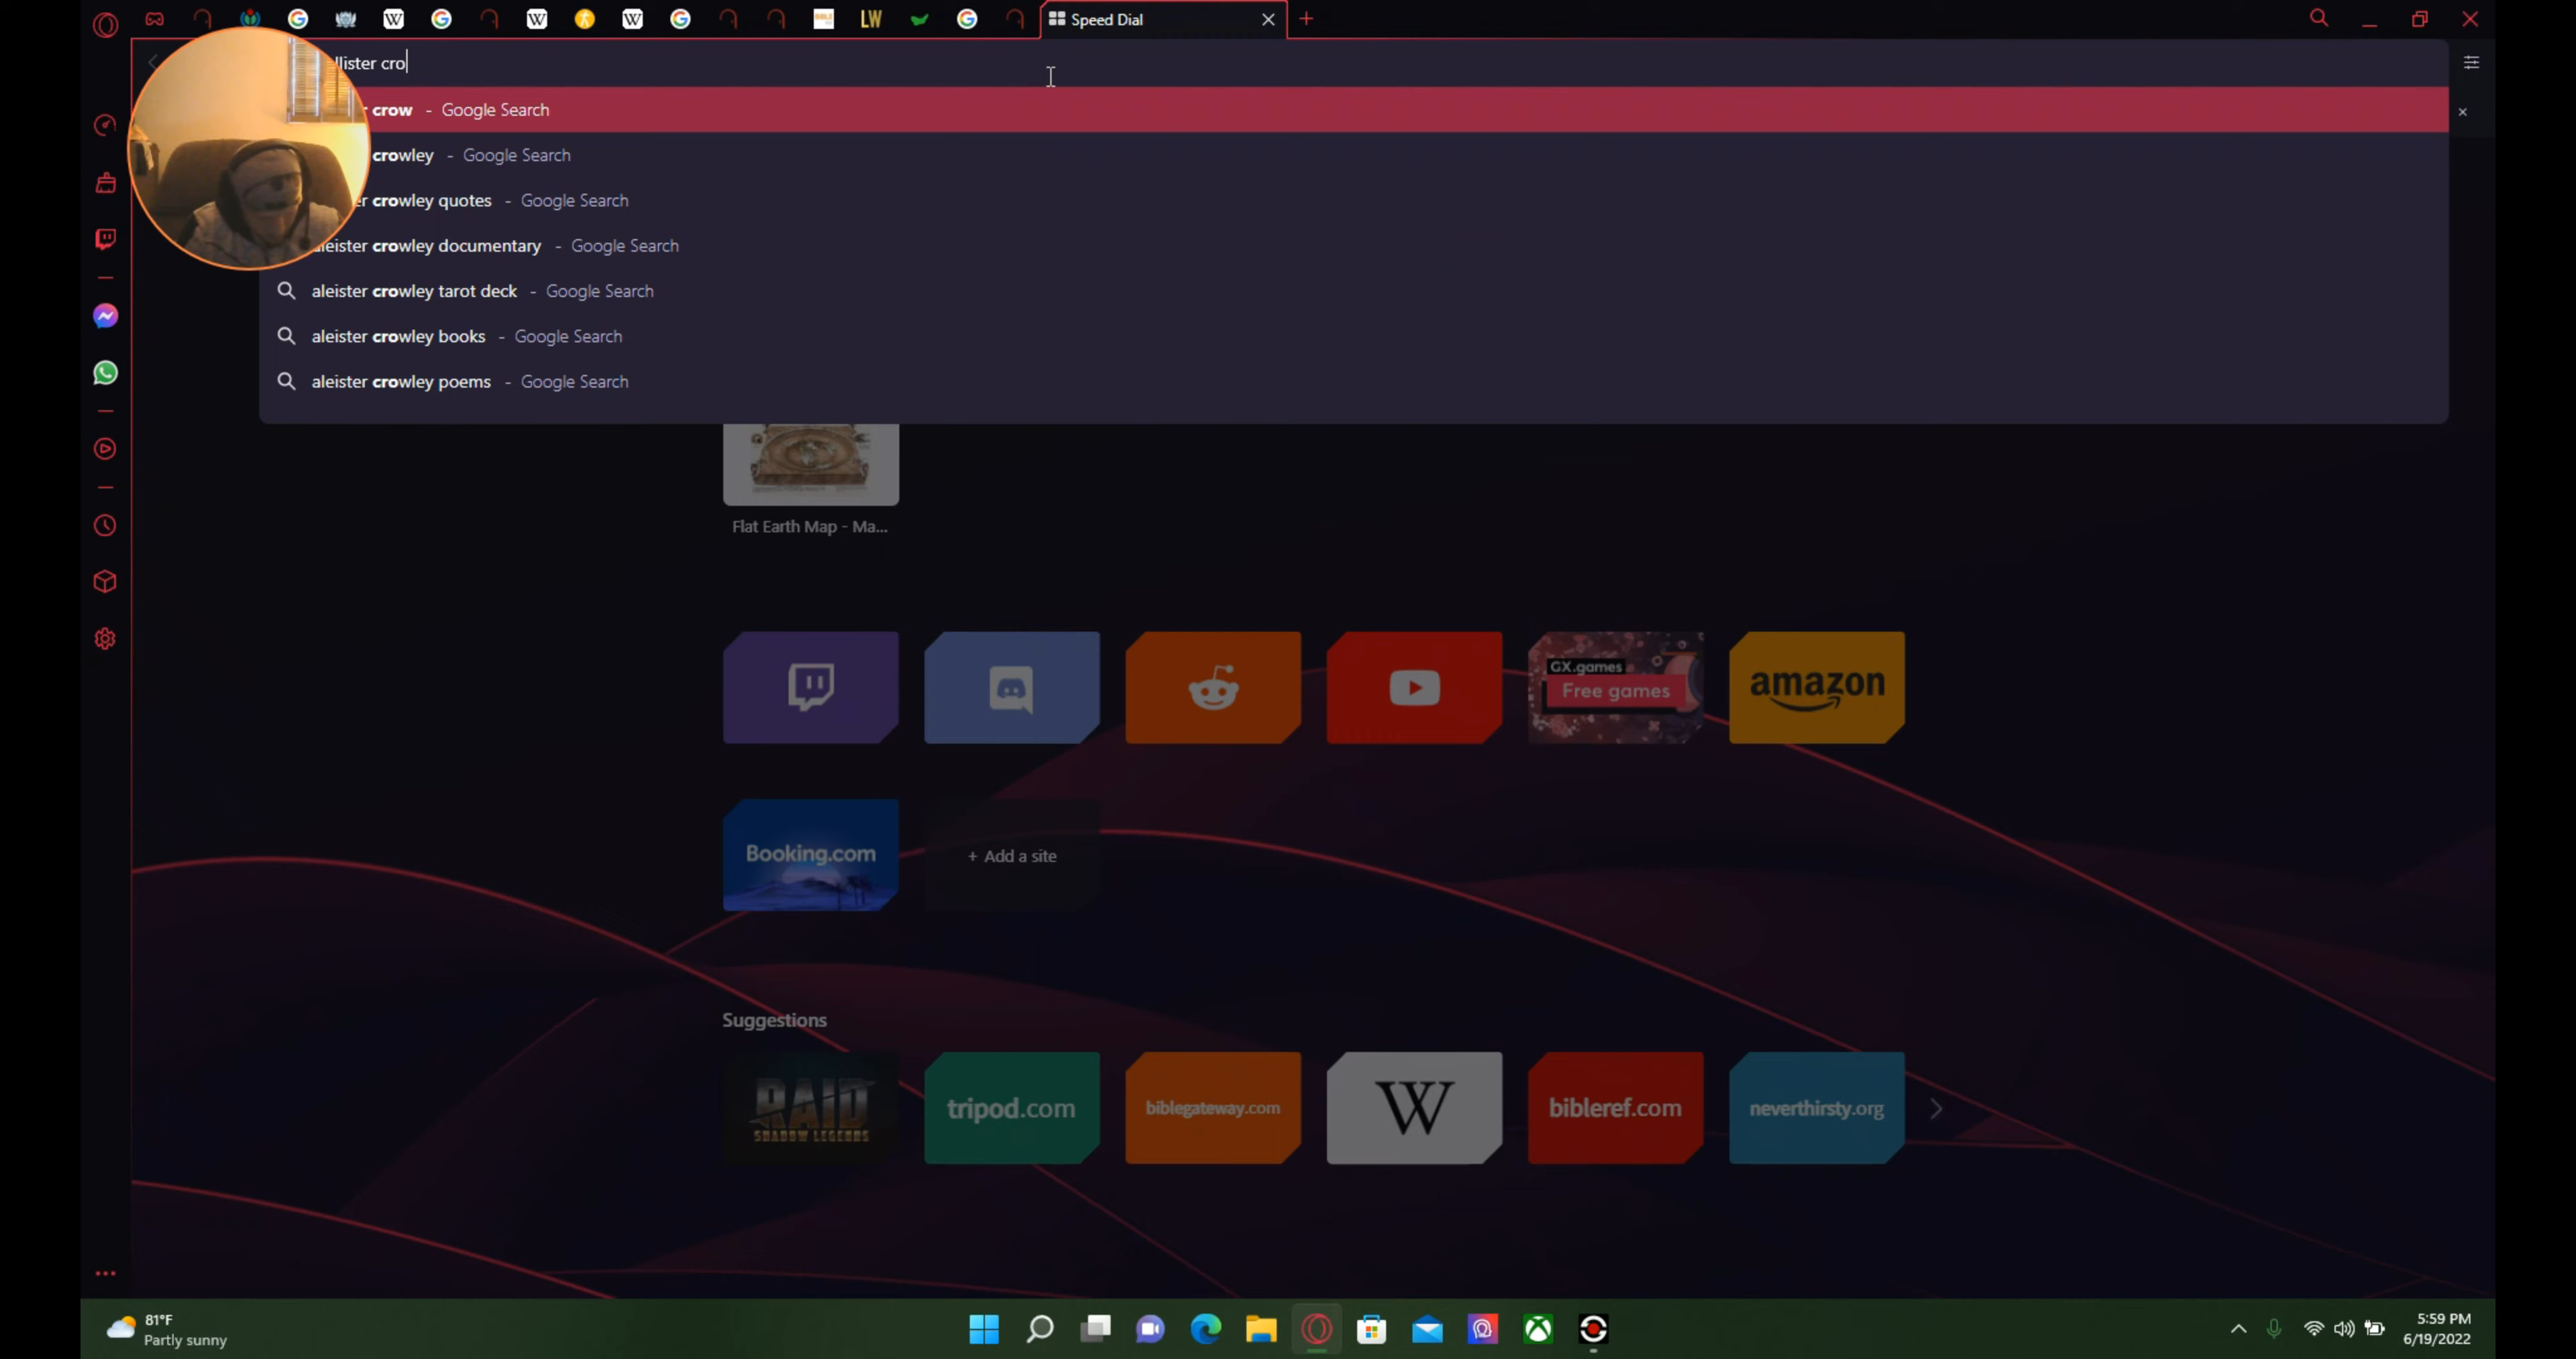 Speed Dial
llister cro
r crow - Google Search
crowley - Google Search
er crowley quotes - Google Search
aleister crowley documentary - Google Search
aleister crowley tarot deck - Google Search
aleister crowley books - Google Search
aleister crowley poems - Google Search
Flat Earth Map - Ma...
GX.games
Free games
amazon
Booking.com
+ Add a site
Suggestions
RAID
SHADOW LEGENDS
tripod.com
biblegateway.com
W
bibleref.com
neverthirsty.org
81°F
Partly sunny
5:59 PM
6/19/2022
LW